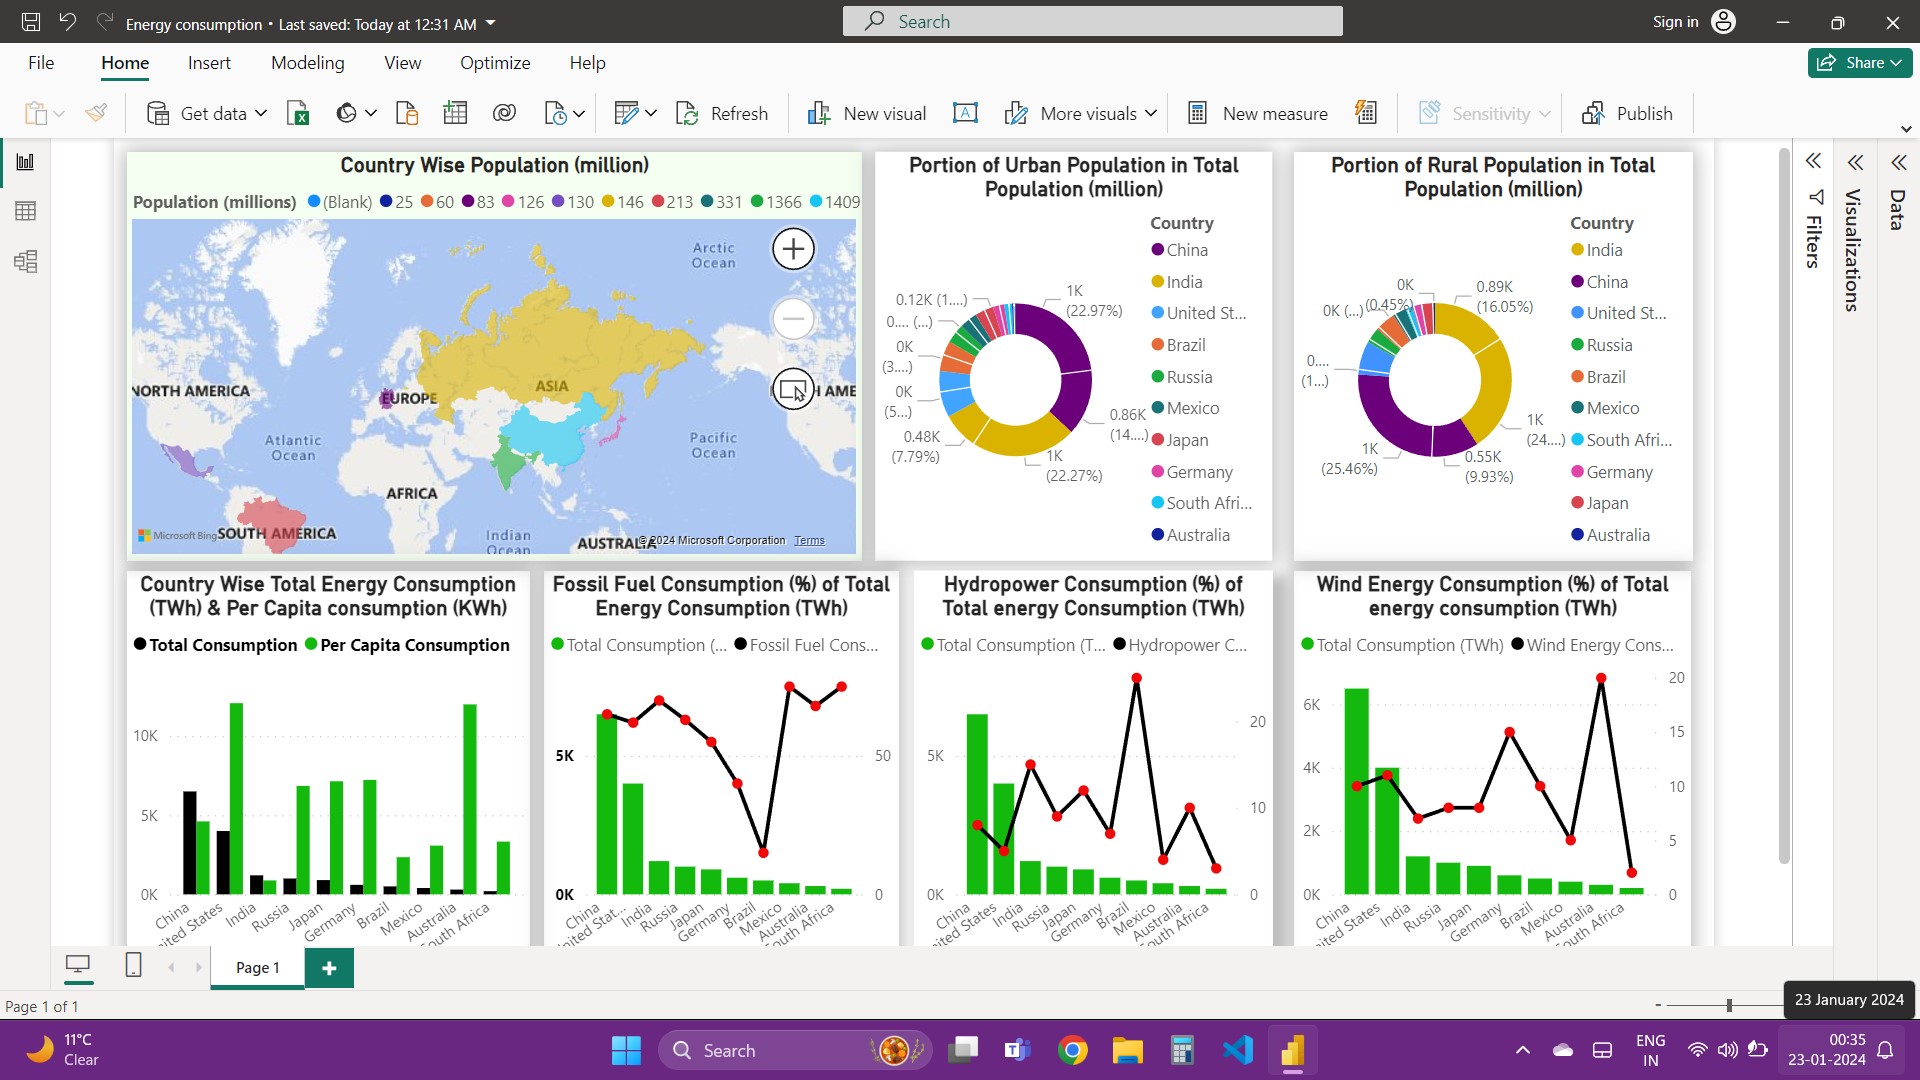 Energy consumption • Last saved: Today at 12:31 AM
Search
Sign in
File Home Insert Modeling View Optimize Help
Share
Get data
Refresh
New visual
More visuals
New measure
Sensitivity
Publish
Country Wise Population (million)
Population (millions) (Blank) 25 60 83 126 130 146 213 331 1366 1409
Arctic
Ocean
NORTH AMERICA
EUROPE
ASIA
Atlantic
Ocean
Pacific
Ocean
AFRICA
SOUTH AMERICA
Indian
Ocean
AUSTRALIA
Microsoft Bing
© 2024 Microsoft Corporation Terms
Portion of Urban Population in Total
Population (million)
Country
China
India
United St...
Brazil
Russia
Mexico
Japan
Germany
South Afri...
Australia
1K
(22.97%)
0.86K
(14....)
1K
(22.27%)
0.48K
(7.79%)
0K
(5....)
0K
(3....)
0.... (...)
0.12K (1....)
Portion of Rural Population in Total
Population (million)
Country
India
China
United St...
Russia
Brazil
Mexico
South Afri...
Germany
Japan
Australia
0.89K
(16.05%)
1K
(24....)
0.55K
(9.93%)
1K
(25.46%)
0....
(1...)
0K (...)
0K
(0.45%)
Filters
Visualizations
Data
Country Wise Total Energy Consumption
(TWh) & Per Capita consumption (KWh)
Total Consumption Per Capita Consumption
10K
5K
0K
China
ited States
India
Russia
Japan
Germany
Brazil
Mexico
Australia
outh Africa
Fossil Fuel Consumption (%) of Total
Energy Consumption (TWh)
Total Consumption (... Fossil Fuel Cons...
5K
0K
50
0
China
nited Stat...
India
Russia
Japan
Germany
Brazil
Mexico
Australia
outh Africa
Hydropower Consumption (%) of
Total energy Consumption (TWh)
Total Consumption (T... Hydropower C...
5K
0K
20
10
0
China
ited States
India
Russia
Japan
Germany
Brazil
Mexico
Australia
outh Africa
Wind Energy Consumption (%) of Total
energy consumption (TWh)
Total Consumption (TWh) Wind Energy Cons...
6K
4K
2K
0K
20
15
10
5
0
China
ited States
India
Russia
Japan
Germany
Brazil
Mexico
Australia
outh Africa
Page 1
Page 1 of 1
23 January 2024
11°C
Clear
Search
ENG
IN
00:35
23-01-2024